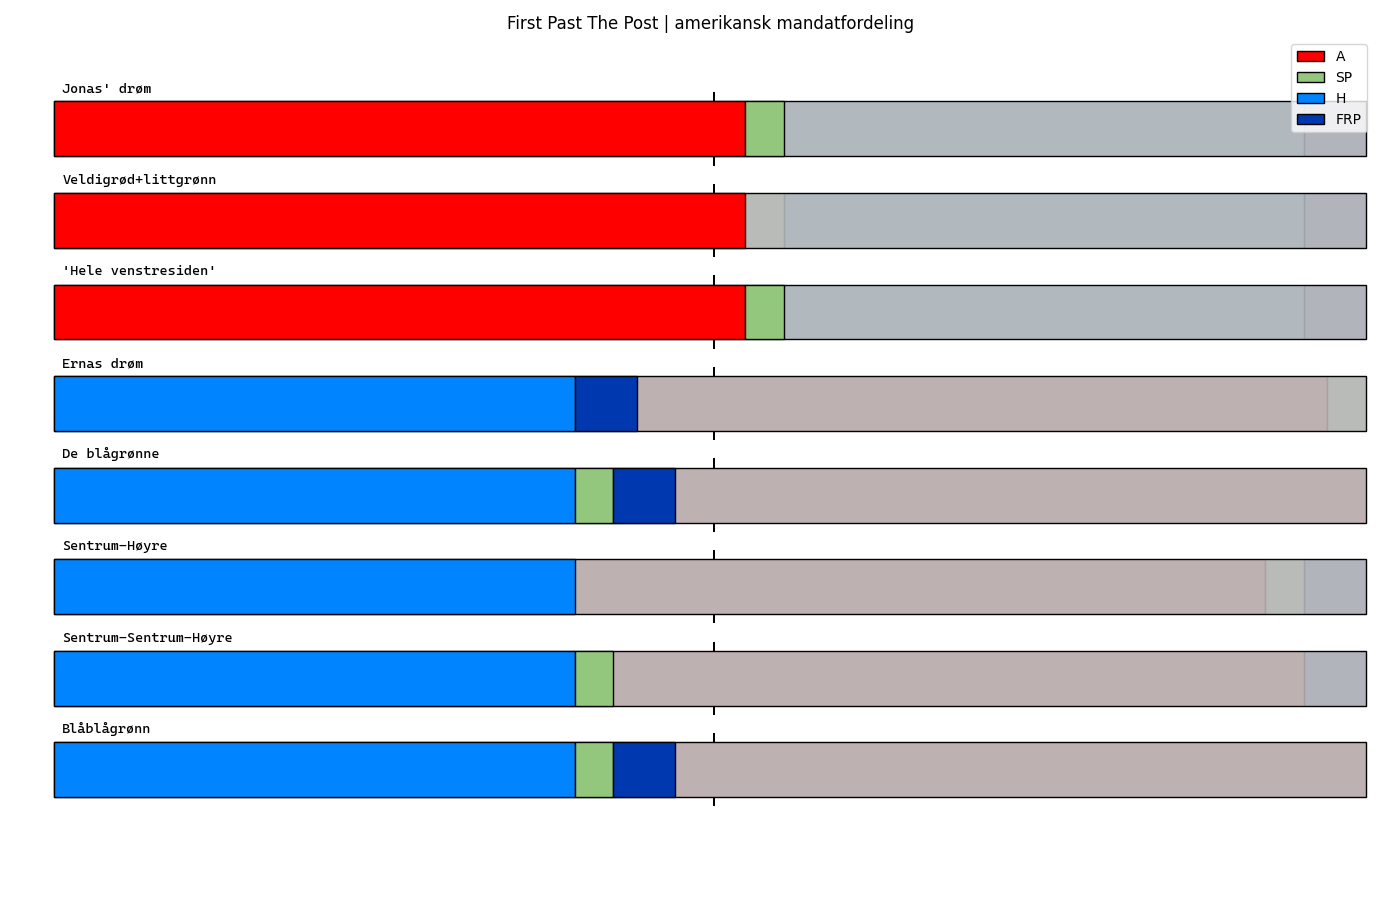 First Past The Post | amerikansk mandatfordeling
A
SP
H
FRP
Jonas' drøm
Veldigrød+littgrønn
'Hele venstresiden'
Ernas drøm
De blågrønne
Sentrum-Høyre
Sentrum-Sentrum-Høyre
Blåblågrønn